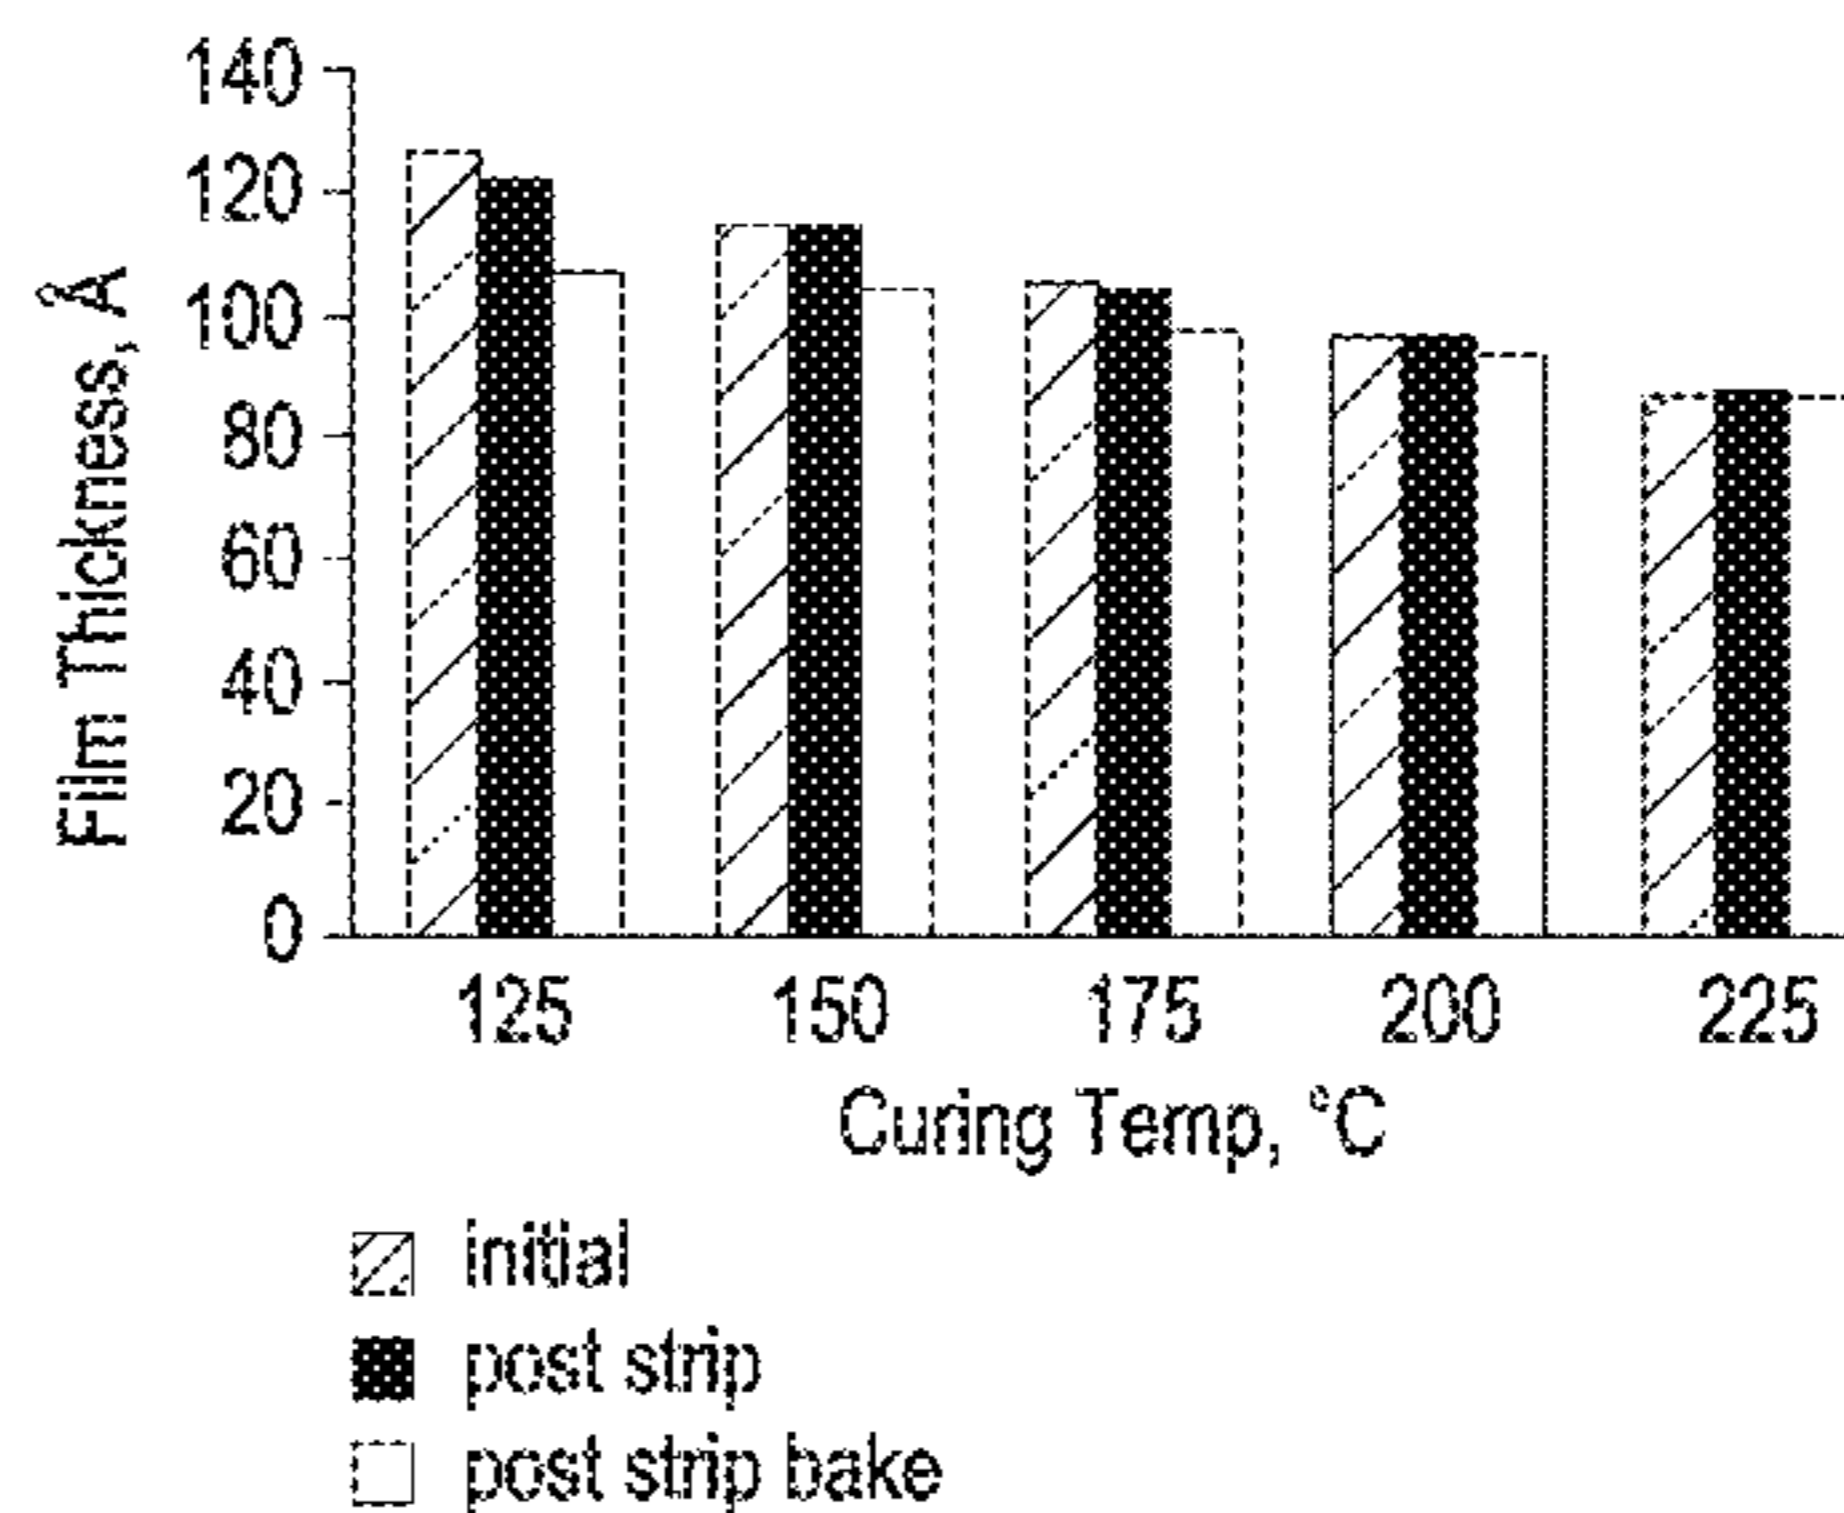 Film Thickness, Å
140
120
100
80
60
40
20
0
125 150 175 200 225
Curing Temp, °C
initial
post strip
post strip bake